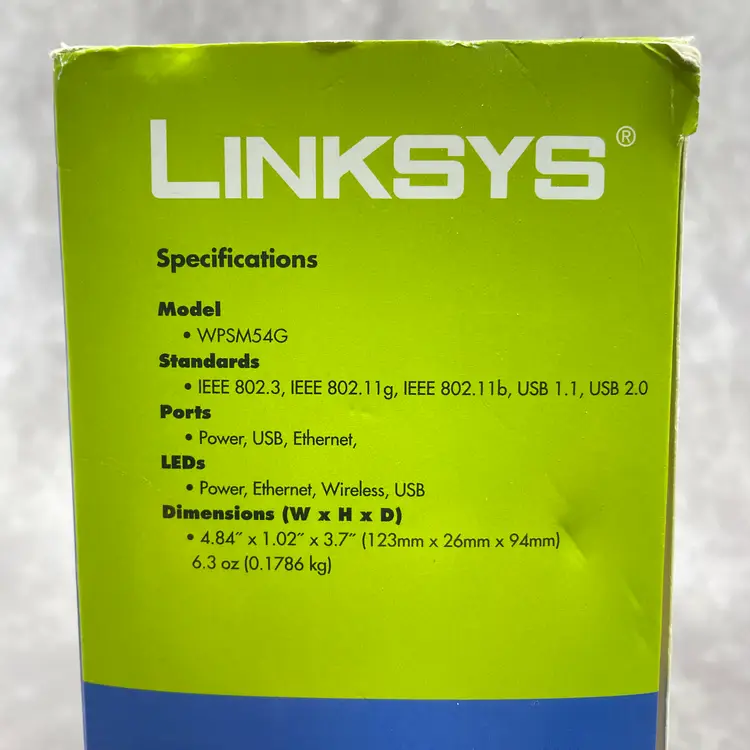 LINKSYS®
Specifications
Model
• WPSM54G
Standards
• IEEE 802.3, IEEE 802.11g, IEEE 802.11b, USB 1.1, USB 2.0
Ports
• Power, USB, Ethernet,
LEDs
• Power, Ethernet, Wireless, USB
Dimensions (W x H x D)
• 4.84″ x 1.02″ x 3.7″ (123mm x 26mm x 94mm)
6.3 oz (0.1786 kg)